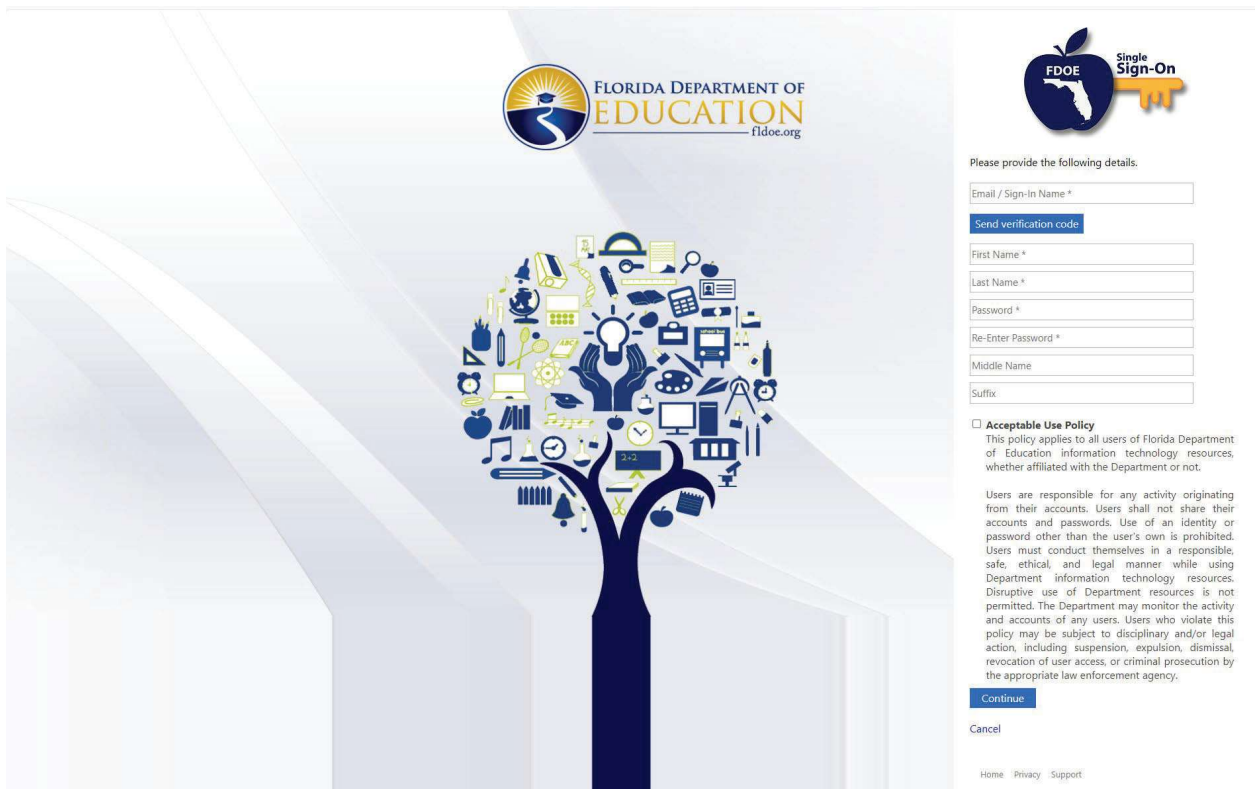 FLORIDA DEPARTMENT OF
EDUCATION
fldoe.org
FDOE
Single
Sign-On
Please provide the following details.
Email / Sign-In Name *
Send verification code
First Name *
Last Name *
Password *
Re-Enter Password *
Middle Name
Suffix
Acceptable Use Policy
This policy applies to all users of Florida Department
of Education information technology resources,
whether affiliated with the Department or not.
Users are responsible for any activity originating
from their accounts. Users shall not share their
accounts and passwords. Use of an identity or
password other than the user's own is prohibited.
Users must conduct themselves in a responsible,
safe, ethical, and legal manner while using
Department information technology resources.
Disruptive use of Department resources is not
permitted. The Department may monitor the activity
and accounts of any users. Users who violate this
policy may be subject to disciplinary and/or legal
action, including suspension, expulsion, dismissal,
revocation of user access, or criminal prosecution by
the appropriate law enforcement agency.
Continue
Cancel
Home Privacy Support
school bus
ABC
2+2